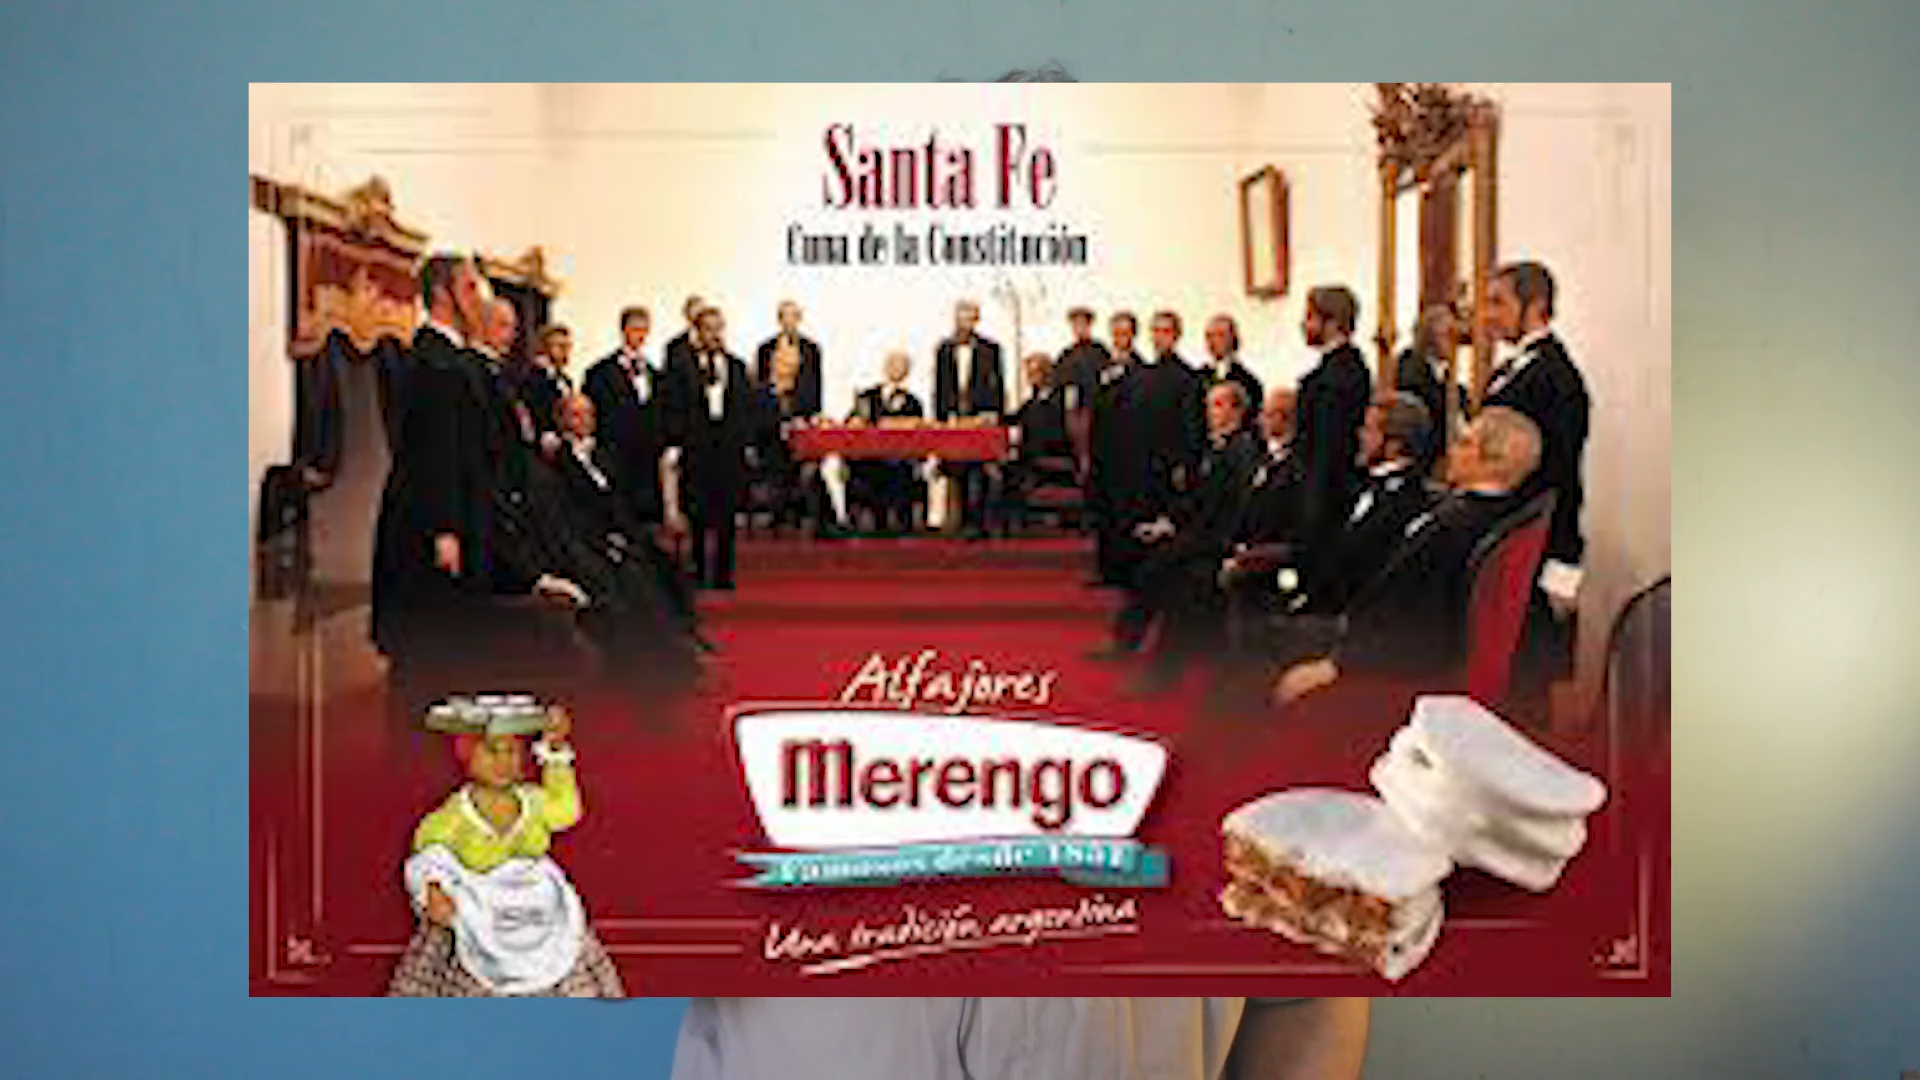 Santa Fe
Cuna de la Constitución
Alfajores
Merengo
Famosos desde 1851
Una tradición argentina